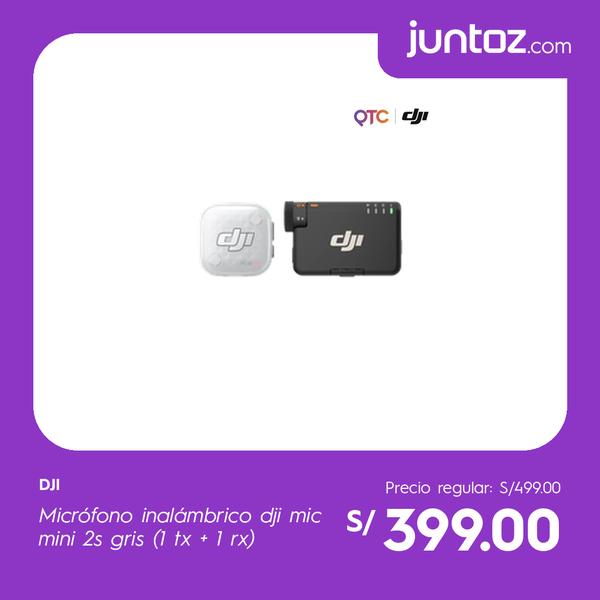 juntoz.com
QTC | dji
dji
dji
DJI
Micrófono inalámbrico dji mic
mini 2s gris (1 tx + 1 rx)
Precio regular: S/499.00
S/ 399.00